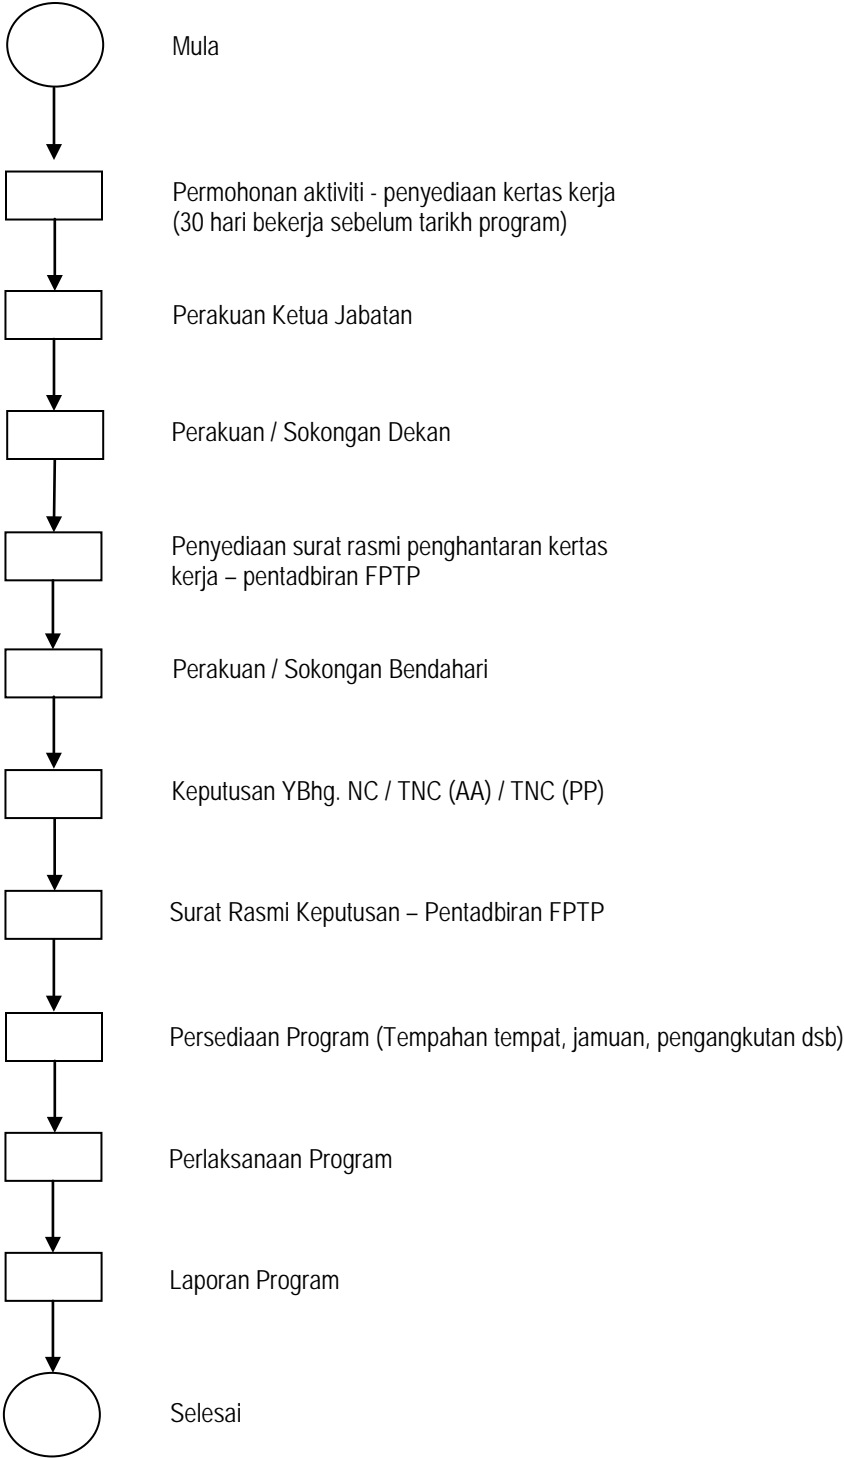 Mula
Permohonan aktiviti - penyediaan kertas kerja
(30 hari bekerja sebelum tarikh program)
Perakuan Ketua Jabatan
Perakuan / Sokongan Dekan
Penyediaan surat rasmi penghantaran kertas
kerja – pentadbiran FPTP
Perakuan / Sokongan Bendahari
Keputusan YBhg. NC / TNC (AA) / TNC (PP)
Surat Rasmi Keputusan – Pentadbiran FPTP
Persediaan Program (Tempahan tempat, jamuan, pengangkutan dsb)
Perlaksanaan Program
Laporan Program
Selesai